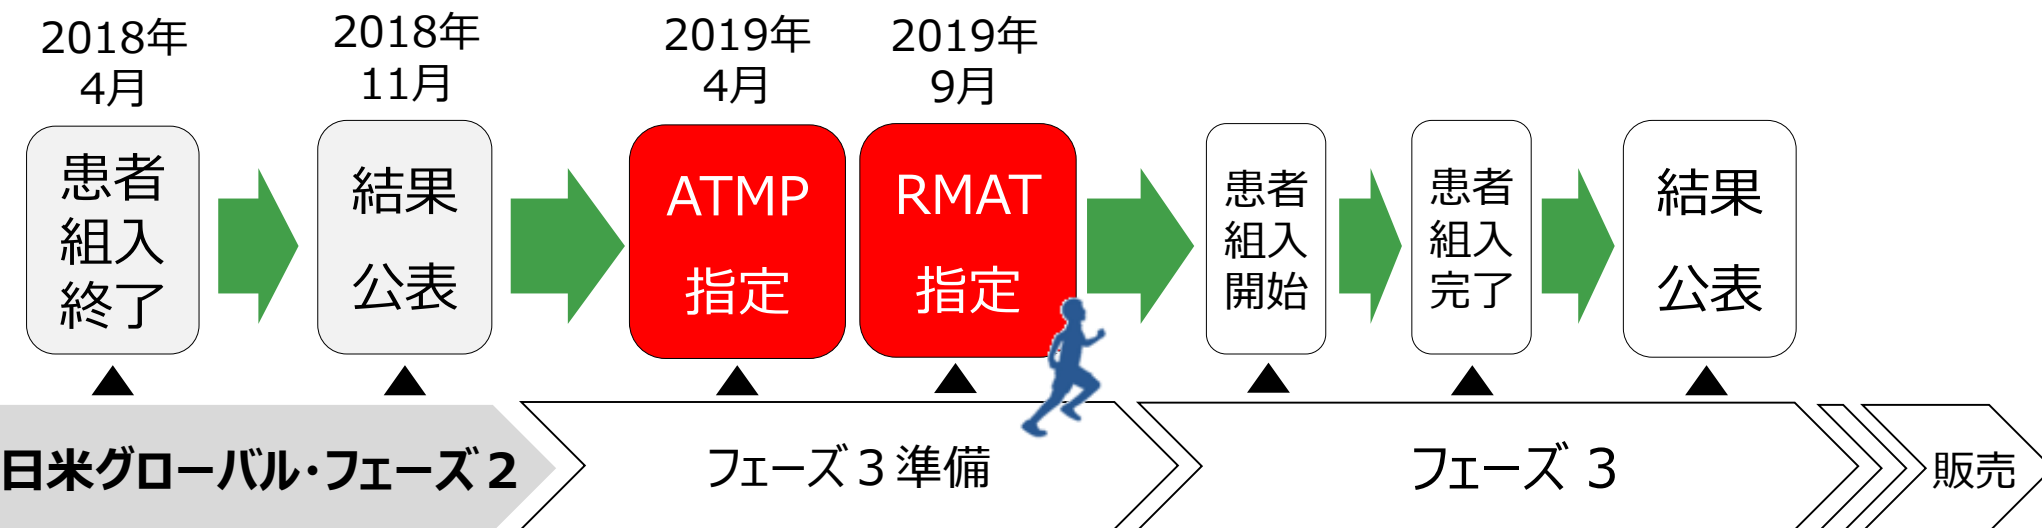 2018年
4月
2018年
11月
2019年
4月
2019年
9月
患者
組入
終了
結果
公表
ATMP
指定
RMAT
指定
患者
組入
開始
患者
組入
完了
結果
公表
日米グローバル・フェーズ2
フェーズ3準備
フェーズ 3
販売